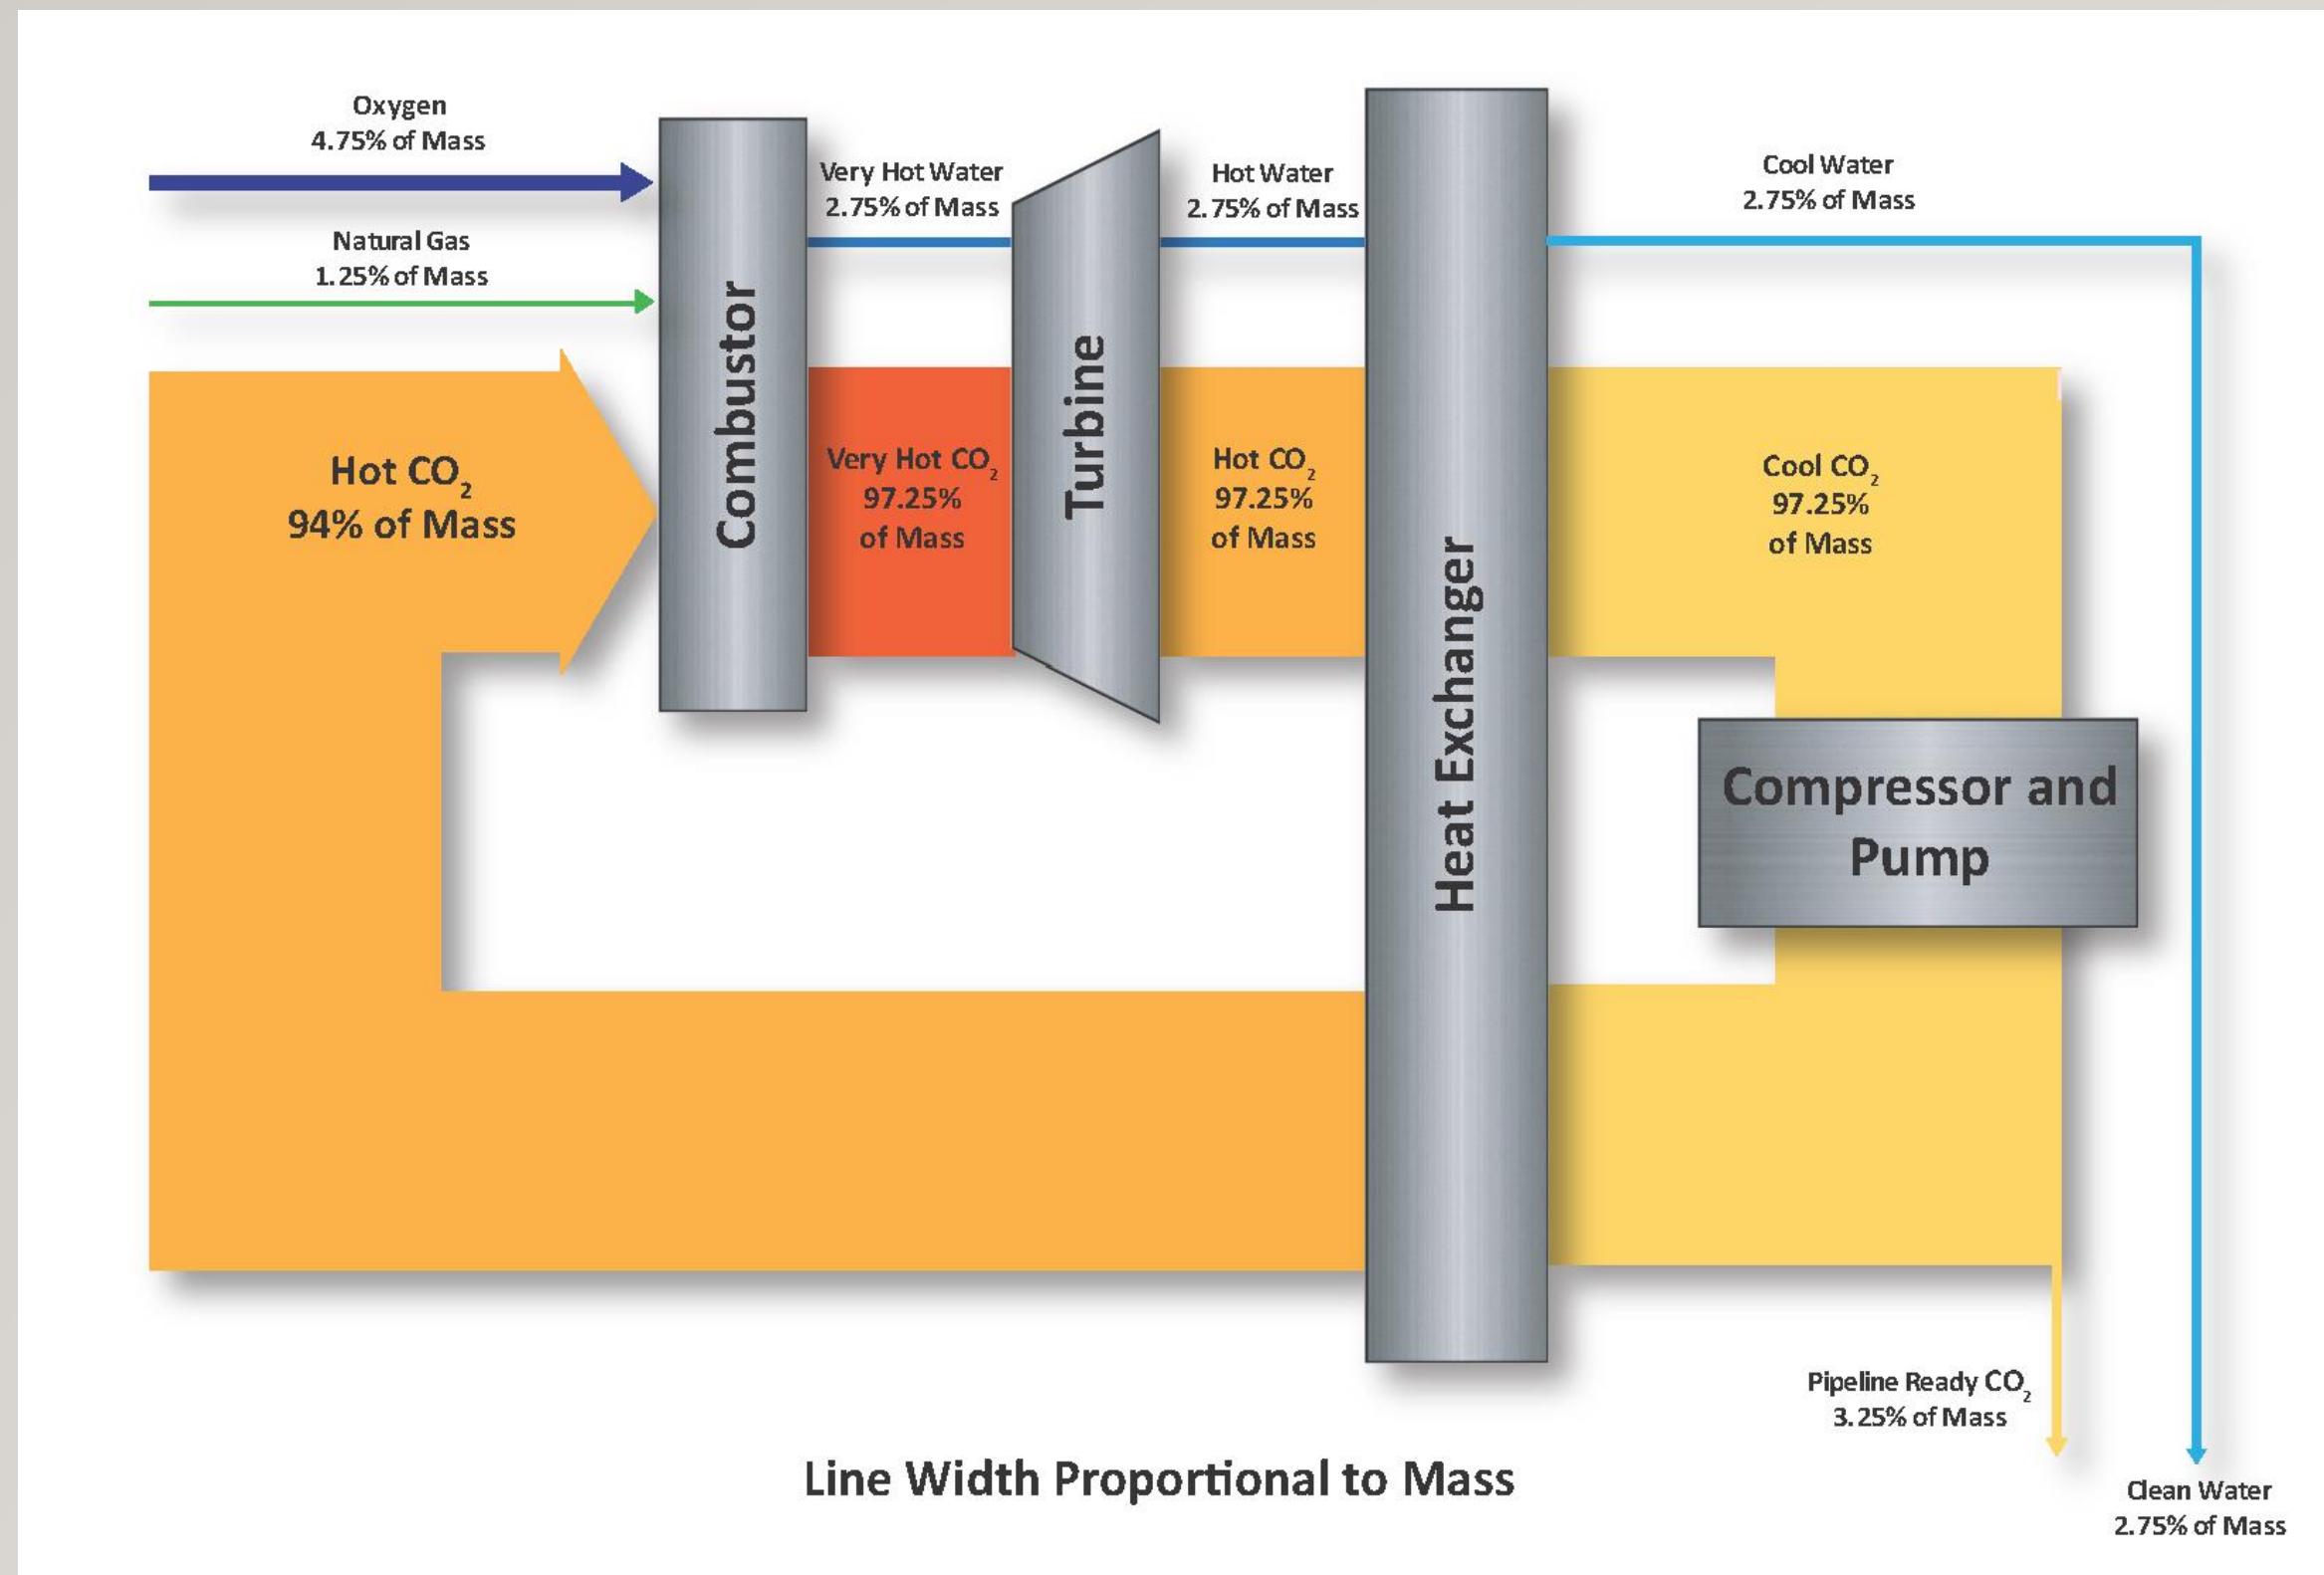 Oxygen
4.75% of Mass
Natural Gas
1.25% of Mass
Hot CO₂
94% of Mass
Combustor
Very Hot Water
2.75% of Mass
Very Hot CO₂
97.25%
of Mass
Turbine
Hot Water
2.75% of Mass
Hot CO₂
97.25%
of Mass
Heat Exchanger
Cool Water
2.75% of Mass
Cool CO₂
97.25%
of Mass
Compressor and
Pump
Pipeline Ready CO₂
3.25% of Mass
Clean Water
2.75% of Mass
Line Width Proportional to Mass